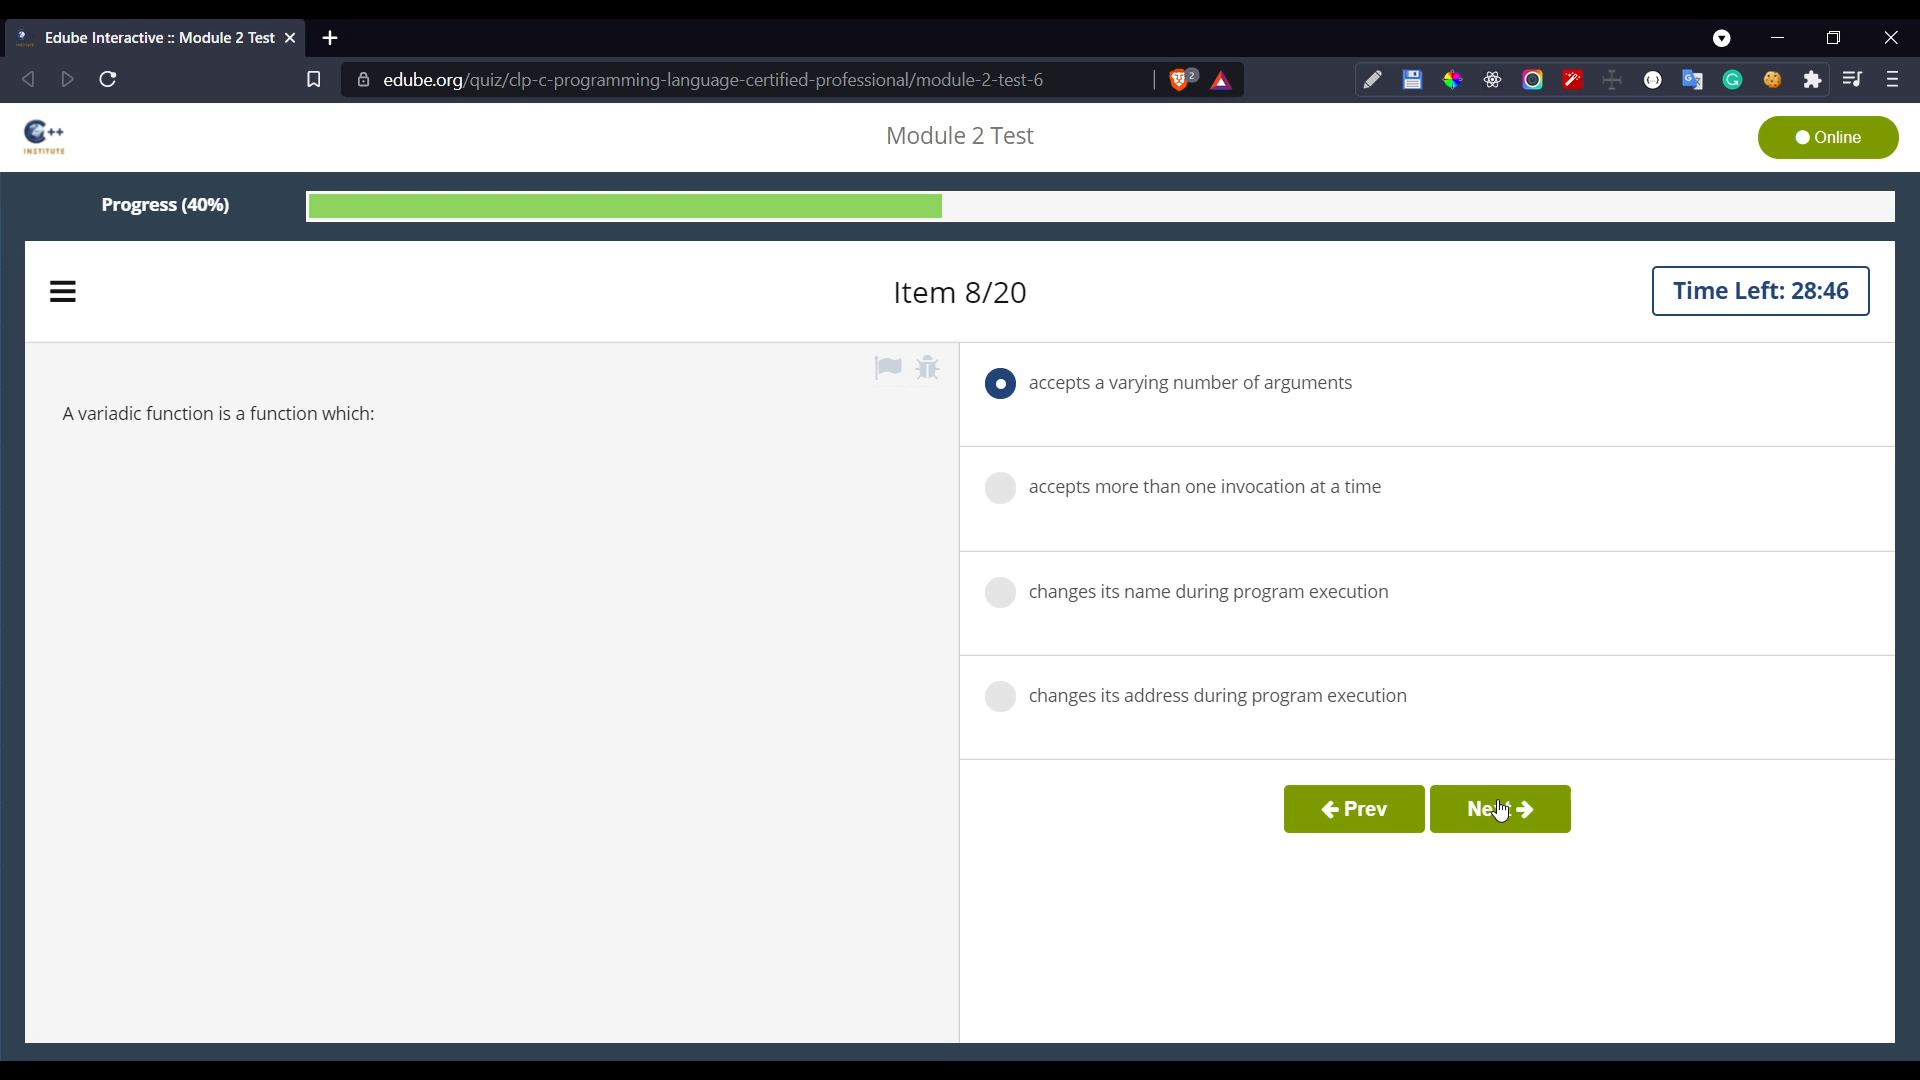 Edube Interactive :: Module 2 Test
edube.org/quiz/clp-c-programming-language-certified-professional/module-2-test-6
2
C++
INSTITUTE
Module 2 Test
Online
Progress (40%)
Item 8/20
Time Left: 28:46
A variadic function is a function which:
accepts a varying number of arguments
accepts more than one invocation at a time
changes its name during program execution
changes its address during program execution
Prev
Next